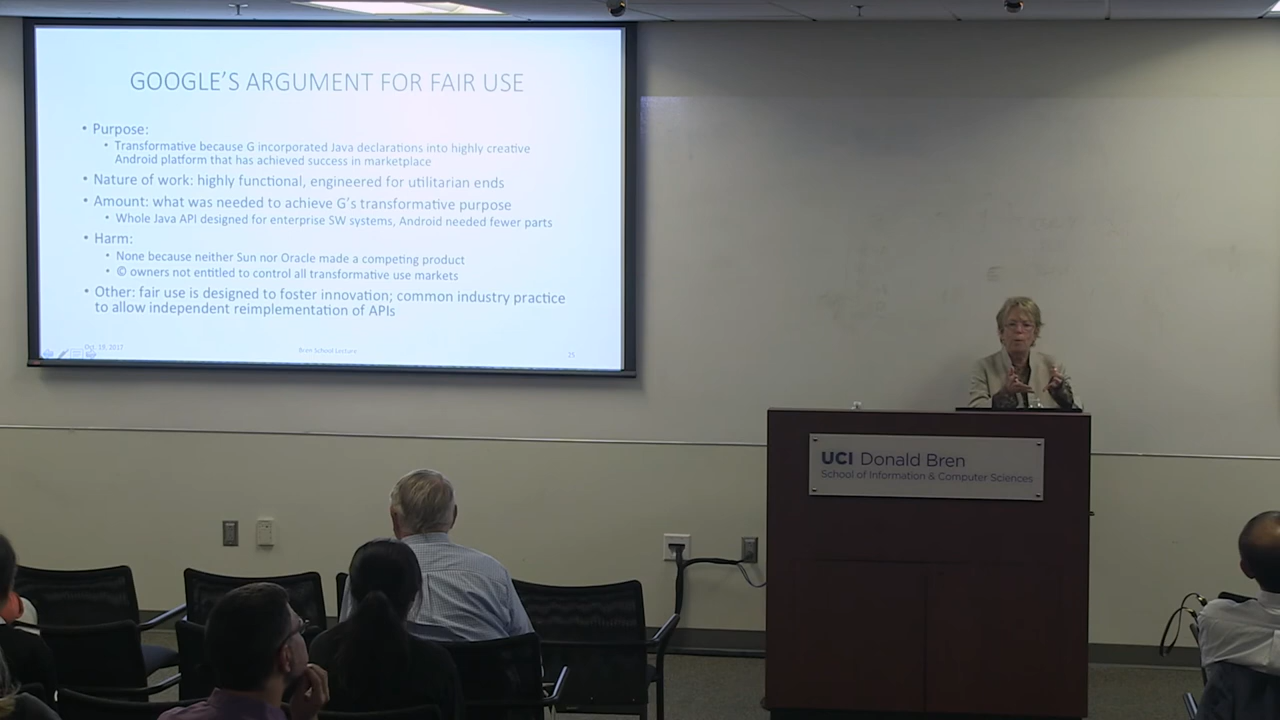 GOOGLE'S ARGUMENT FOR FAIR USE
• Purpose:
• Transformative because G incorporated Java declarations into highly creative
Android platform that has achieved success in marketplace
• Nature of work: highly functional, engineered for utilitarian ends
• Amount: what was needed to achieve G's transformative purpose
• Whole Java API designed for enterprise SW systems, Android needed fewer parts
• Harm:
• None because neither Sun nor Oracle made a competing product
• © owners not entitled to control all transformative use markets
• Other: fair use is designed to foster innovation; common industry practice
to allow independent reimplementation of APIs
Oct. 19, 2017
Bren School Lecture
25
UCI Donald Bren
School of Information & Computer Sciences